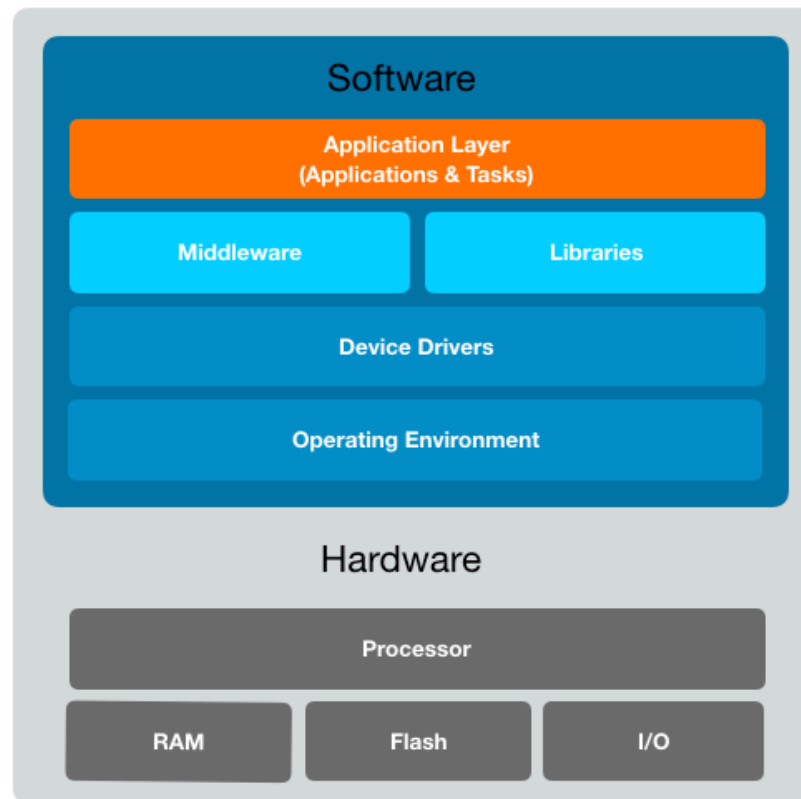 Software
Application Layer
(Applications & Tasks)
Middleware
Libraries
Device Drivers
Operating Environment
Hardware
Processor
RAM
Flash
I/O